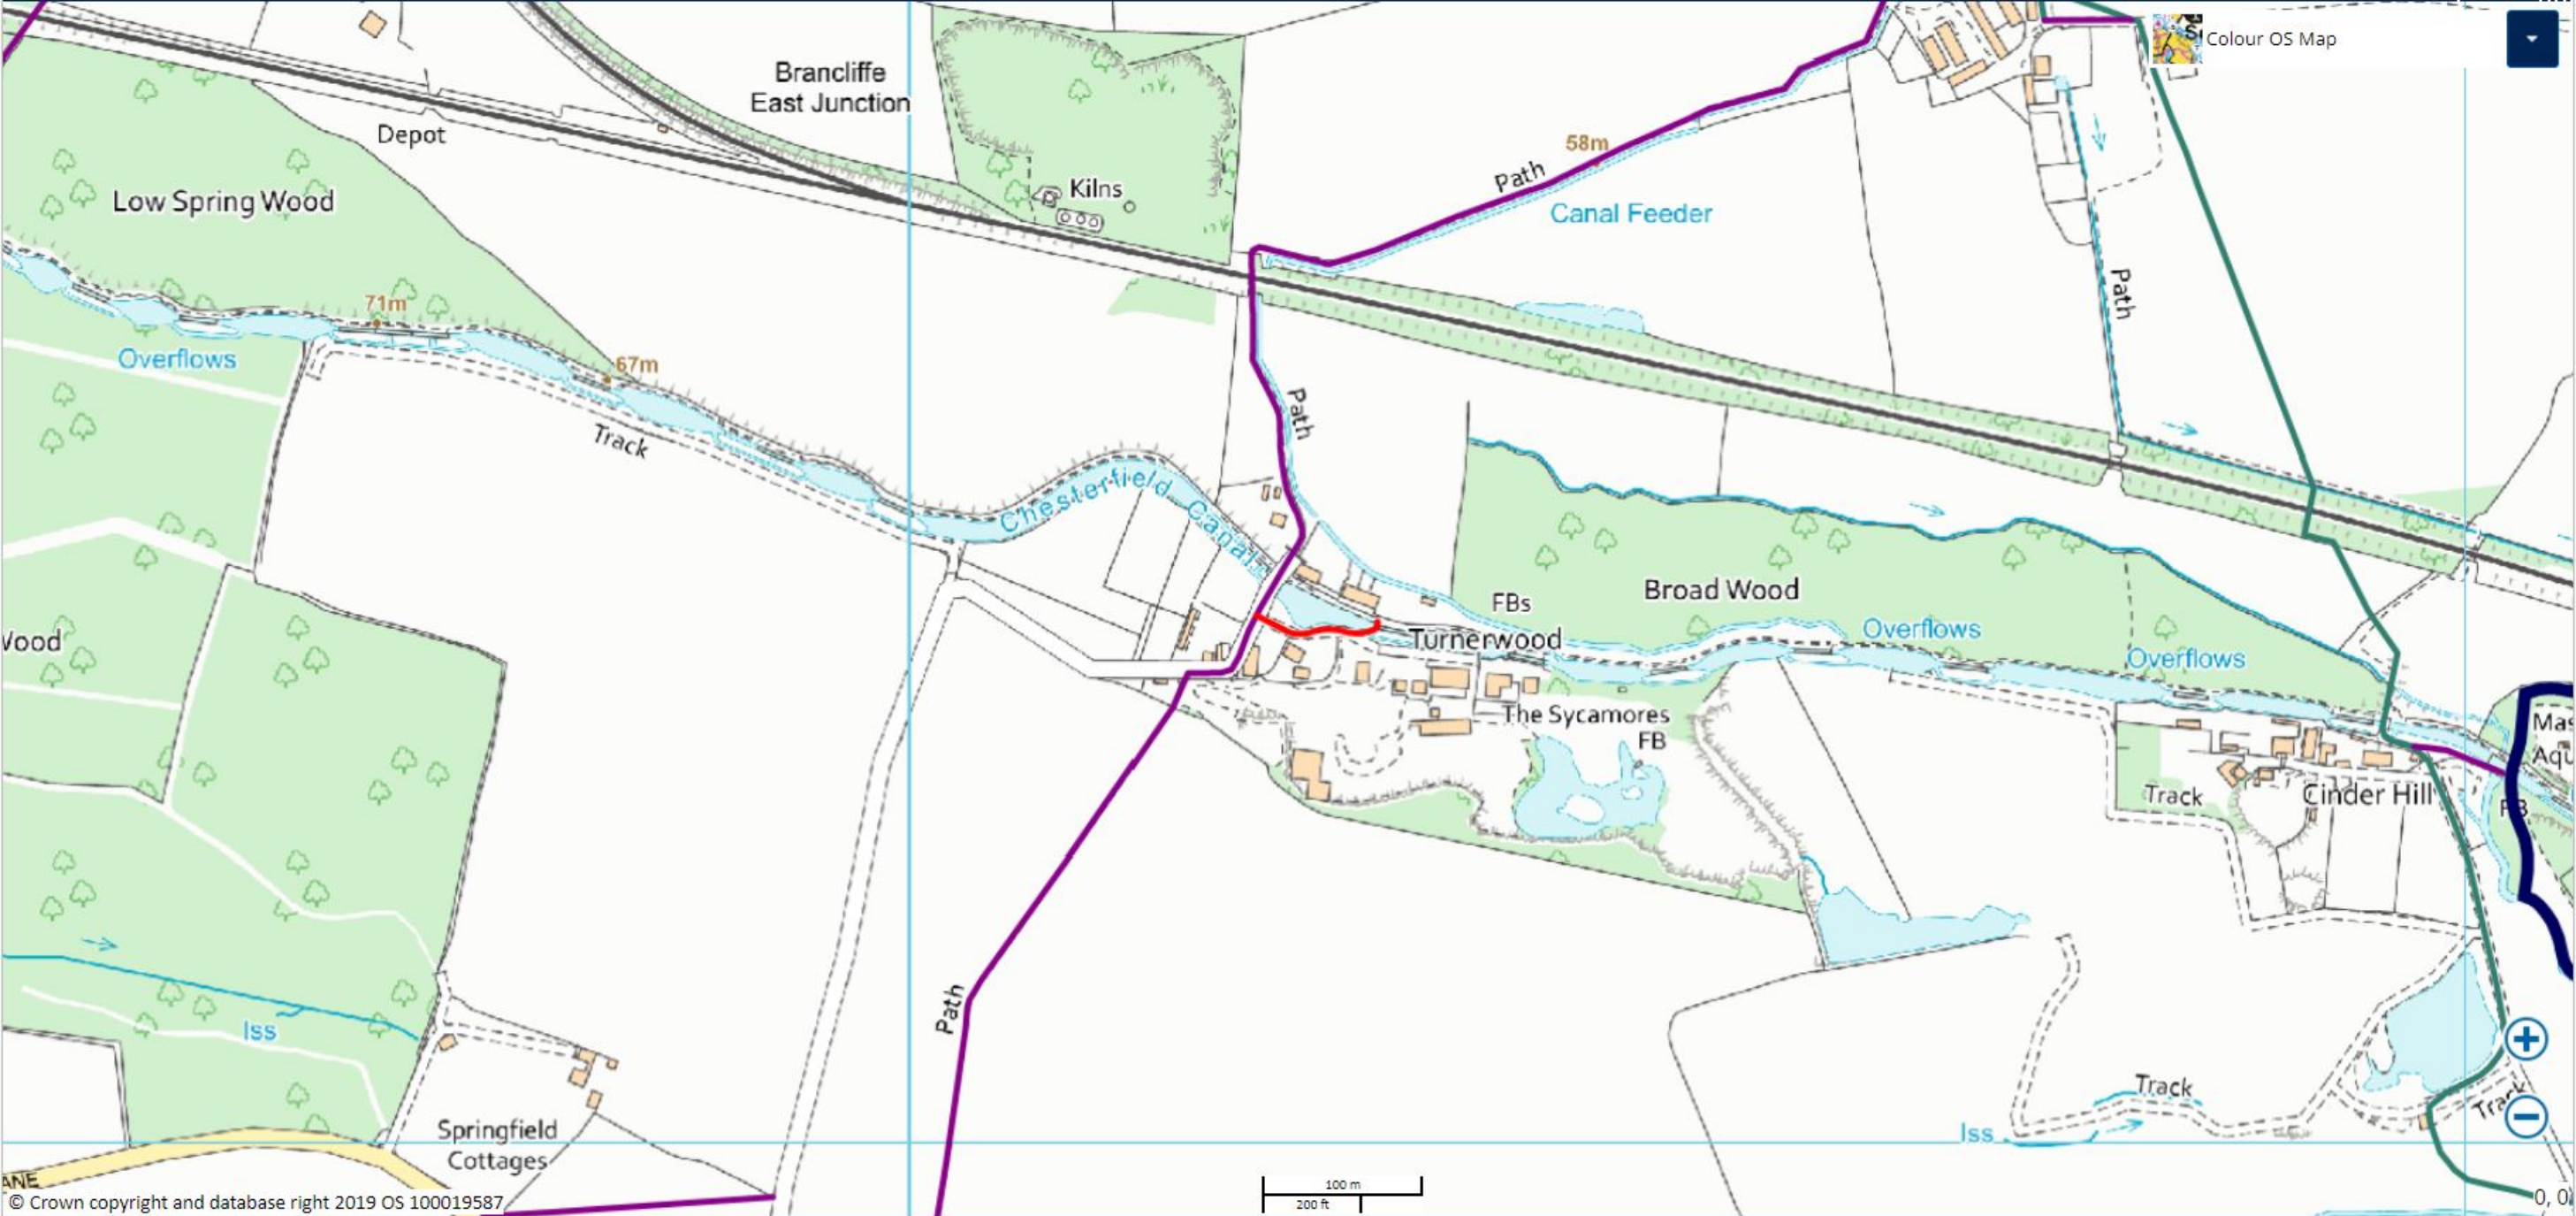 Colour OS Map
Brancliffe
East Junction
Depot
58m
Path
Kilns
Low Spring Wood
Canal Feeder
Path
71m
Overflows
67m
Path
Track
Chesterfield Canal
Broad Wood
FBs
Overflows
Turnerwood
Overflows
The Sycamores
FB
Track
Cinder Hill
FB
Path
Iss
Track
Track
Iss
Springfield
Cottages
100 m
200 ft
© Crown copyright and database right 2019 OS 100019587
0, 0